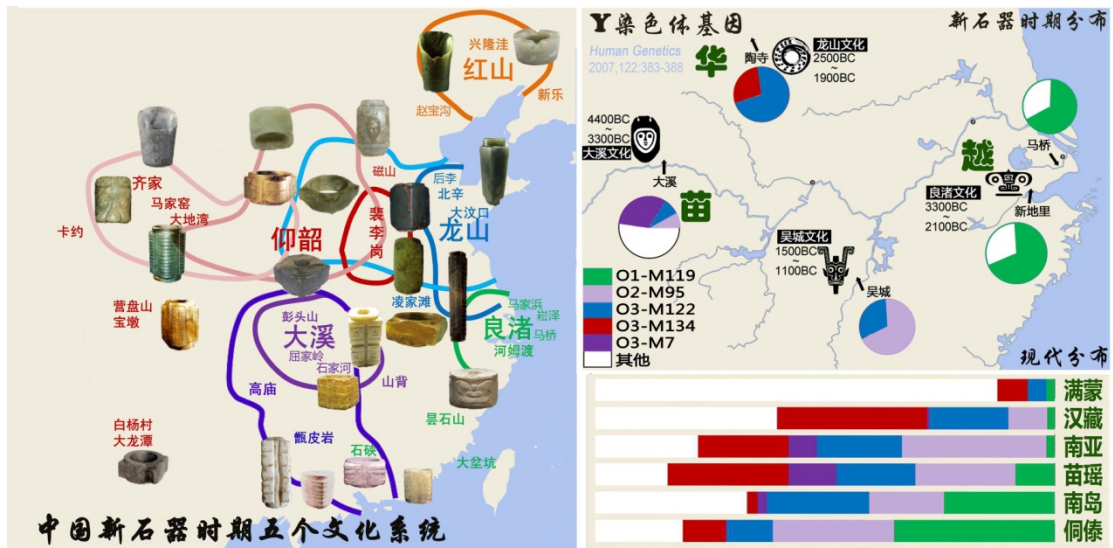 兴隆洼
红山
赵宝沟
新乐
磁山
后李
北辛
大汶口
龙山
齐家
马家窑
大地湾
卡约
仰韶
裴李岗
凌家滩
马家浜
崧泽
良渚
马桥
河姆渡
营盘山
宝墩
彭头山
大溪
屈家岭
石家河
山背
高庙
昙石山
白杨村
大龙潭
甑皮岩
石硖
大坌坑
中国新石器时期五个文化系统
Y染色体基因
新石器时期分布
Human Genetics
2007,122:383-388
华
陶寺
龙山文化
2500BC
~
1900BC
4400BC
~
3300BC
大溪文化
大溪
苗
越
马桥
良渚文化
3300BC
~
2100BC
新地里
吴城文化
1500BC
~
1100BC
吴城
O1-M119
O2-M95
O3-M122
O3-M134
O3-M7
其他
现代分布
满蒙
汉藏
南亚
苗瑶
南岛
侗傣